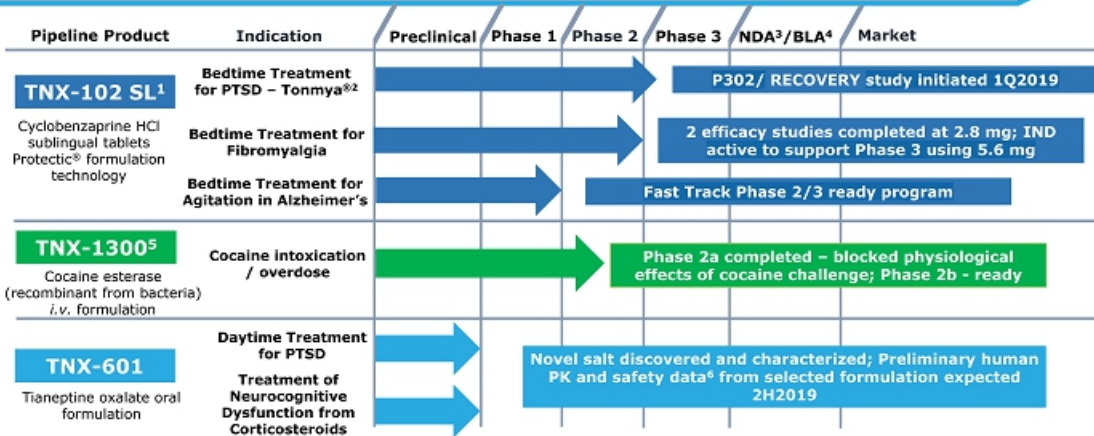 Pipeline Product Indication Preclinical Phase 1 Phase 2 Phase 3 NDA³/BLA⁴ Market
TNX-102 SL¹
Cyclobenzaprine HCl
sublingual tablets
Protectic® formulation
technology
Bedtime Treatment
for PTSD – Tonmya®²
P302/ RECOVERY study initiated 1Q2019
Bedtime Treatment for
Fibromyalgia
2 efficacy studies completed at 2.8 mg; IND
active to support Phase 3 using 5.6 mg
Bedtime Treatment for
Agitation in Alzheimer's
Fast Track Phase 2/3 ready program
TNX-1300⁵
Cocaine esterase
(recombinant from bacteria)
i.v. formulation
Cocaine intoxication
/ overdose
Phase 2a completed – blocked physiological
effects of cocaine challenge; Phase 2b - ready
TNX-601
Tianeptine oxalate oral
formulation
Daytime Treatment
for PTSD
Treatment of
Neurocognitive
Dysfunction from
Corticosteroids
Novel salt discovered and characterized; Preliminary human
PK and safety data⁶ from selected formulation expected
2H2019